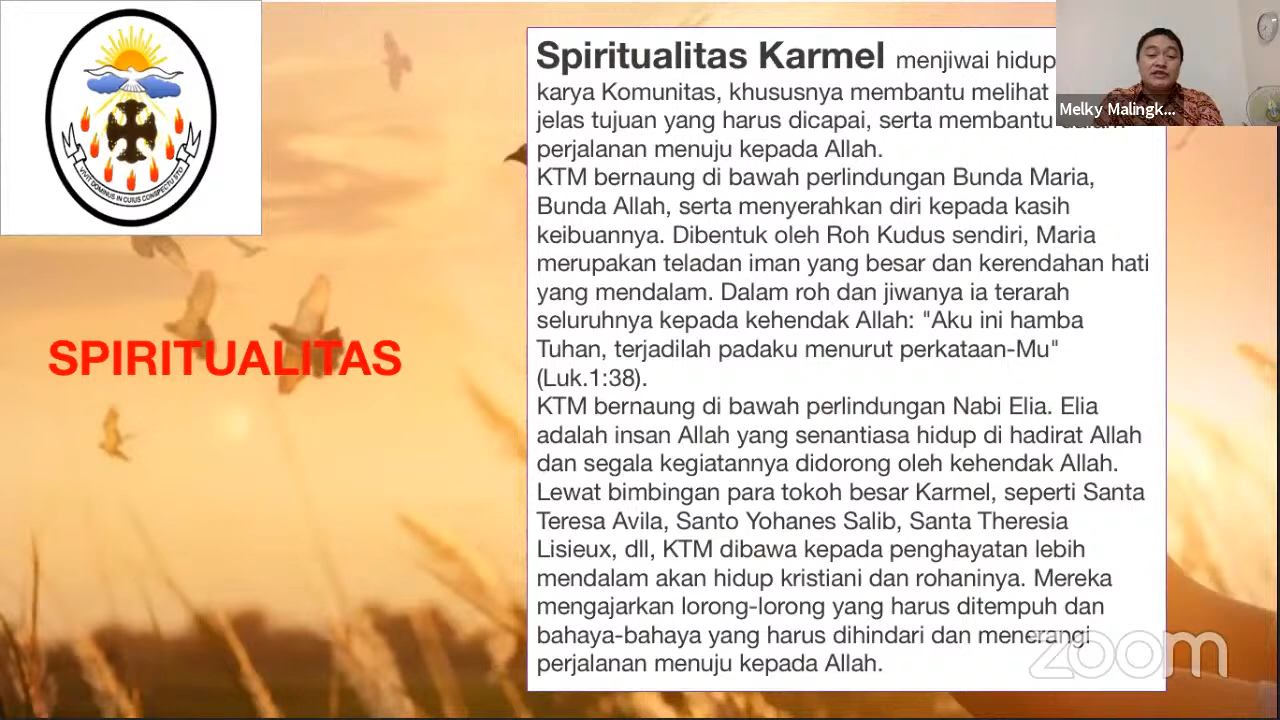 VIVIT DOMINUS IN CUIUS CONSPECTU STO
SPIRITUALITAS
Spiritualitas Karmel menjiwai hidup
karya Komunitas, khususnya membantu melihat
jelas tujuan yang harus dicapai, serta membantu dalam
perjalanan menuju kepada Allah.
KTM bernaung di bawah perlindungan Bunda Maria,
Bunda Allah, serta menyerahkan diri kepada kasih
keibuannya. Dibentuk oleh Roh Kudus sendiri, Maria
merupakan teladan iman yang besar dan kerendahan hati
yang mendalam. Dalam roh dan jiwanya ia terarah
seluruhnya kepada kehendak Allah: "Aku ini hamba
Tuhan, terjadilah padaku menurut perkataan-Mu"
(Luk.1:38).
KTM bernaung di bawah perlindungan Nabi Elia. Elia
adalah insan Allah yang senantiasa hidup di hadirat Allah
dan segala kegiatannya didorong oleh kehendak Allah.
Lewat bimbingan para tokoh besar Karmel, seperti Santa
Teresa Avila, Santo Yohanes Salib, Santa Theresia
Lisieux, dll, KTM dibawa kepada penghayatan lebih
mendalam akan hidup kristiani dan rohaninya. Mereka
mengajarkan lorong-lorong yang harus ditempuh dan
bahaya-bahaya yang harus dihindari dan menerangi
perjalanan menuju kepada Allah.
Melky Malingk...
zoom